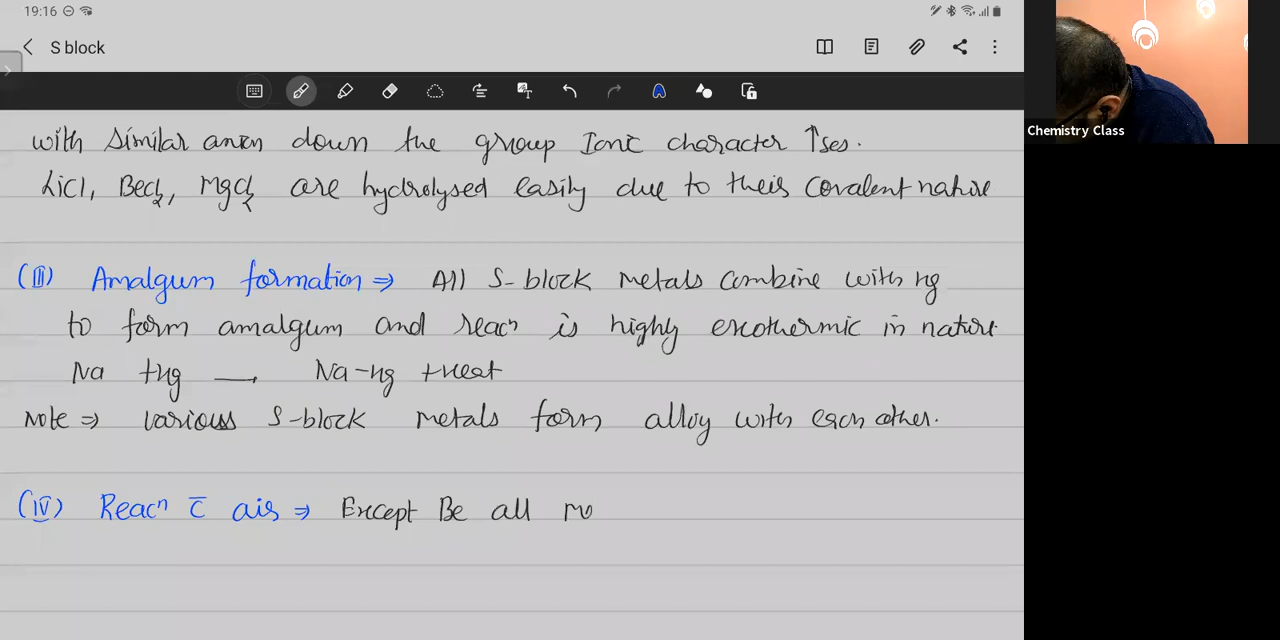 19:16
S block
Chemistry Class
with similar anion down the group Ionic character ↑ses.
LiCl, BeCl2, MgCl2 are hydrolysed easily due to their covalent nature
(III) Amalgum formation ⇒ All S-block metals combine with Hg
to form amalgum and reacn is highly exothermic in nature.
Na + Hg → Na-Hg + Heat
Note ⇒ various S-block metals form alloy with each other.
(IV) Reacn c̄ air ⇒ Except Be all